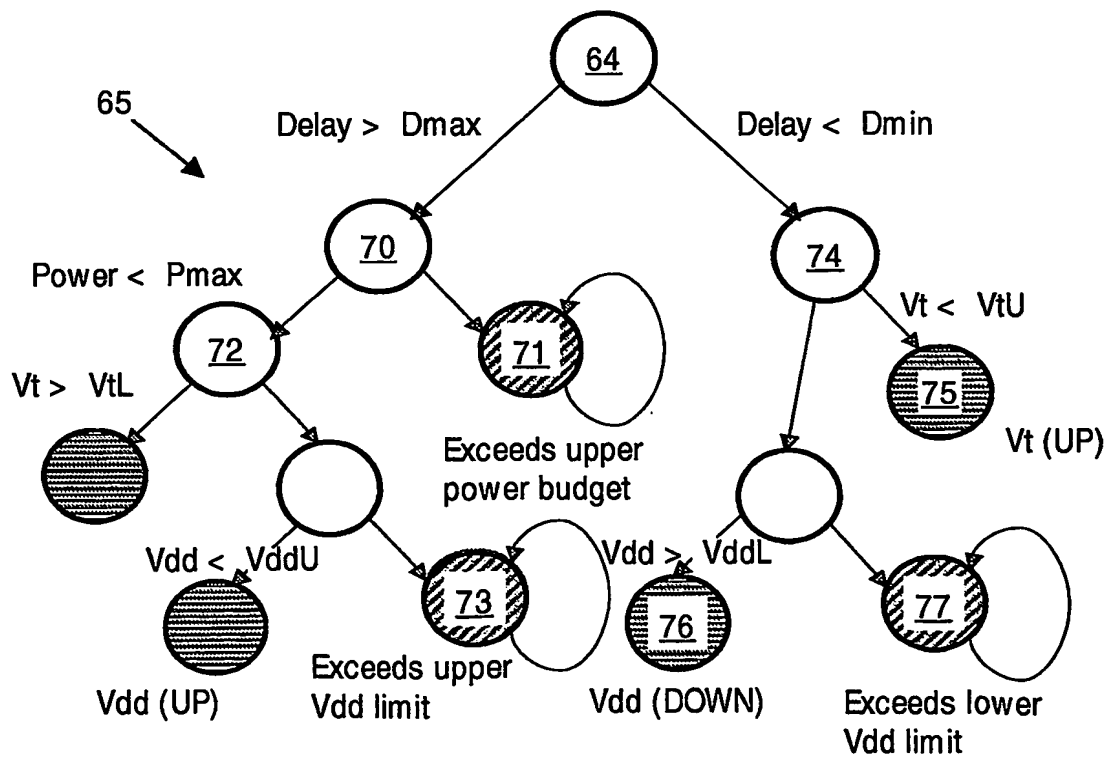 64
65
Delay > Dmax
Delay < Dmin
70
74
Power < Pmax
Vt < VtU
72
71
75
Vt > VtL
Vt (UP)
Exceeds upper
power budget
Vdd < VddU
Vdd > VddL
73
76
77
Vdd (UP)
Exceeds upper
Vdd limit
Vdd (DOWN)
Exceeds lower
Vdd limit